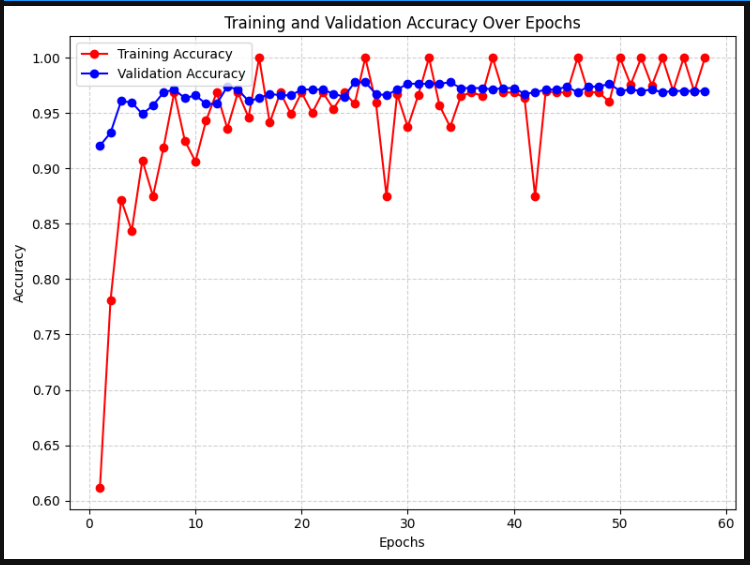 Training and Validation Accuracy Over Epochs
Training Accuracy
Validation Accuracy
1.00
0.95
0.90
0.85
0.80
0.75
0.70
0.65
0.60
Accuracy
0 10 20 30 40 50 60
Epochs